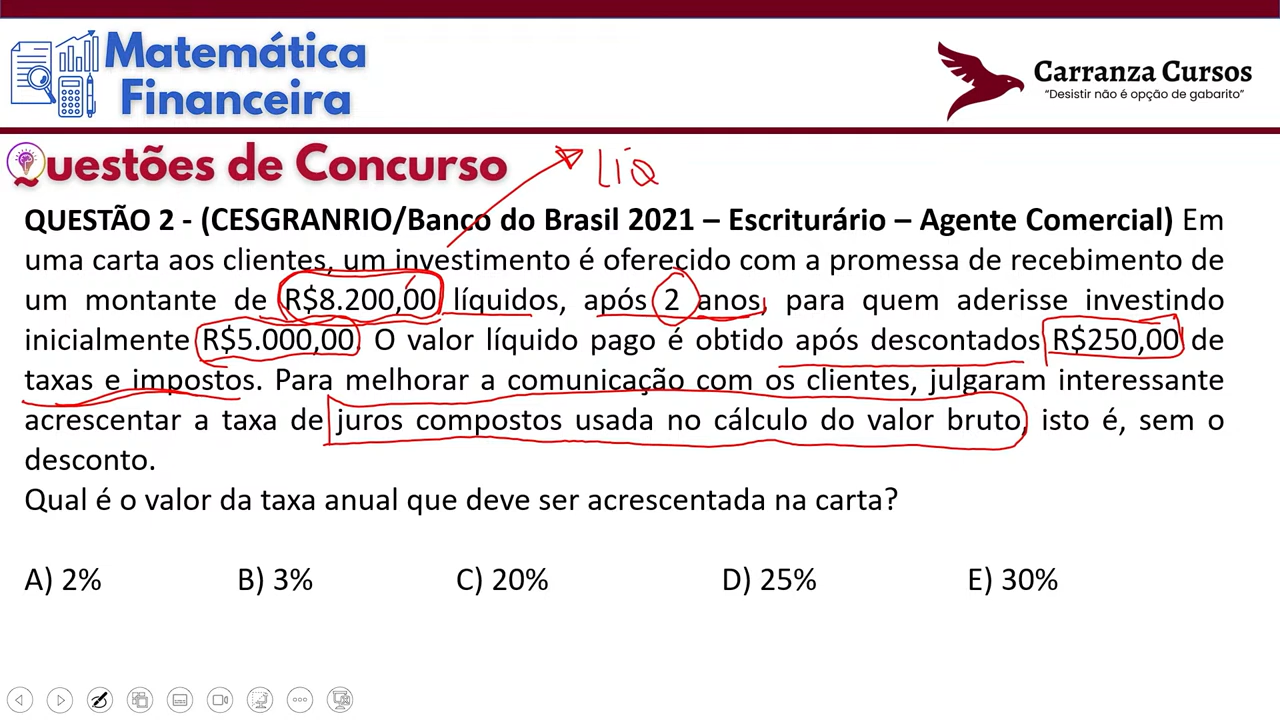 Matemática
Financeira
Carranza Cursos
“Desistir não é opção de gabarito”
Questões de Concurso
LIQ
QUESTÃO 2 - (CESGRANRIO/Banco do Brasil 2021 – Escriturário – Agente Comercial) Em
uma carta aos clientes, um investimento é oferecido com a promessa de recebimento de
um montante de R$8.200,00 líquidos, após 2 anos, para quem aderisse investindo
inicialmente R$5.000,00. O valor líquido pago é obtido após descontados R$250,00 de
taxas e impostos. Para melhorar a comunicação com os clientes, julgaram interessante
acrescentar a taxa de juros compostos usada no cálculo do valor bruto, isto é, sem o
desconto.
Qual é o valor da taxa anual que deve ser acrescentada na carta?
A) 2% B) 3% C) 20% D) 25% E) 30%